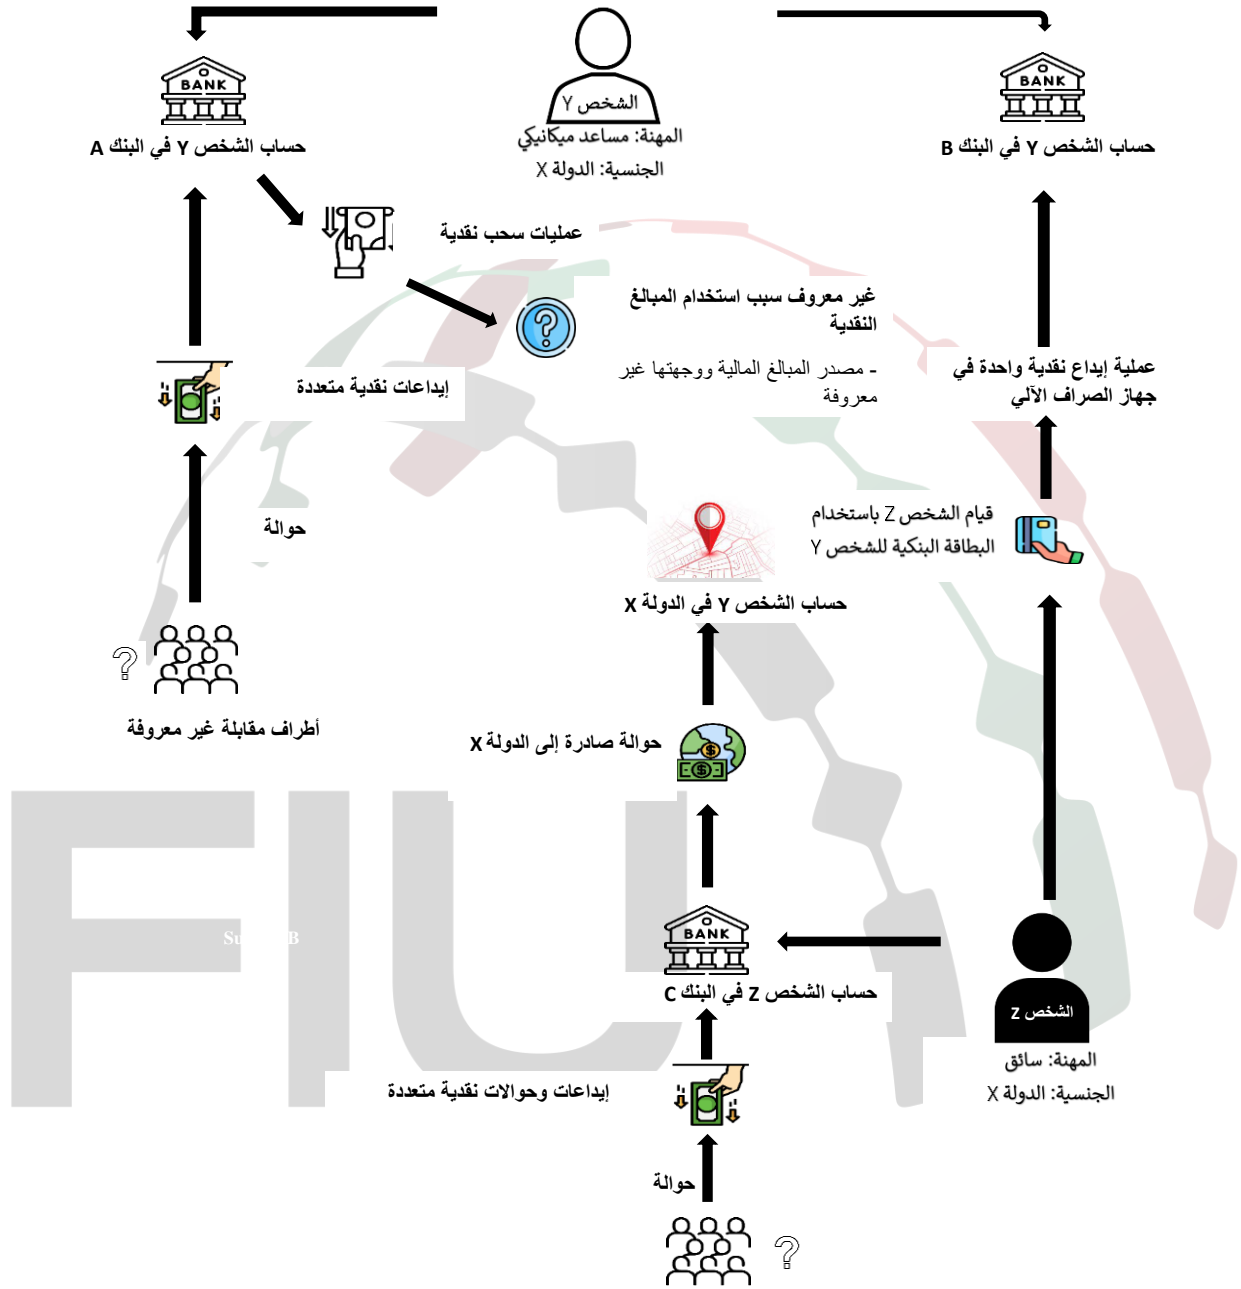 الشخص Y
المهنة: مساعد ميكانيكي
الجنسية: الدولة X
BANK
حساب الشخص Y في البنك A
BANK
حساب الشخص Y في البنك B
عمليات سحب نقدية
غير معروف سبب استخدام المبالغ
النقدية
- مصدر المبالغ المالية ووجهتها غير
معروفة
إيداعات نقدية متعددة
عملية إيداع نقدية واحدة في
جهاز الصراف الآلي
حوالة
قيام الشخص Z باستخدام
البطاقة البنكية للشخص Y
حساب الشخص Y في الدولة X
?
أطراف مقابلة غير معروفة
حوالة صادرة إلى الدولة X
FIU
Su B
BANK
حساب الشخص Z في البنك C
الشخص Z
المهنة: سائق
الجنسية: الدولة X
إيداعات وحوالات نقدية متعددة
حوالة
?